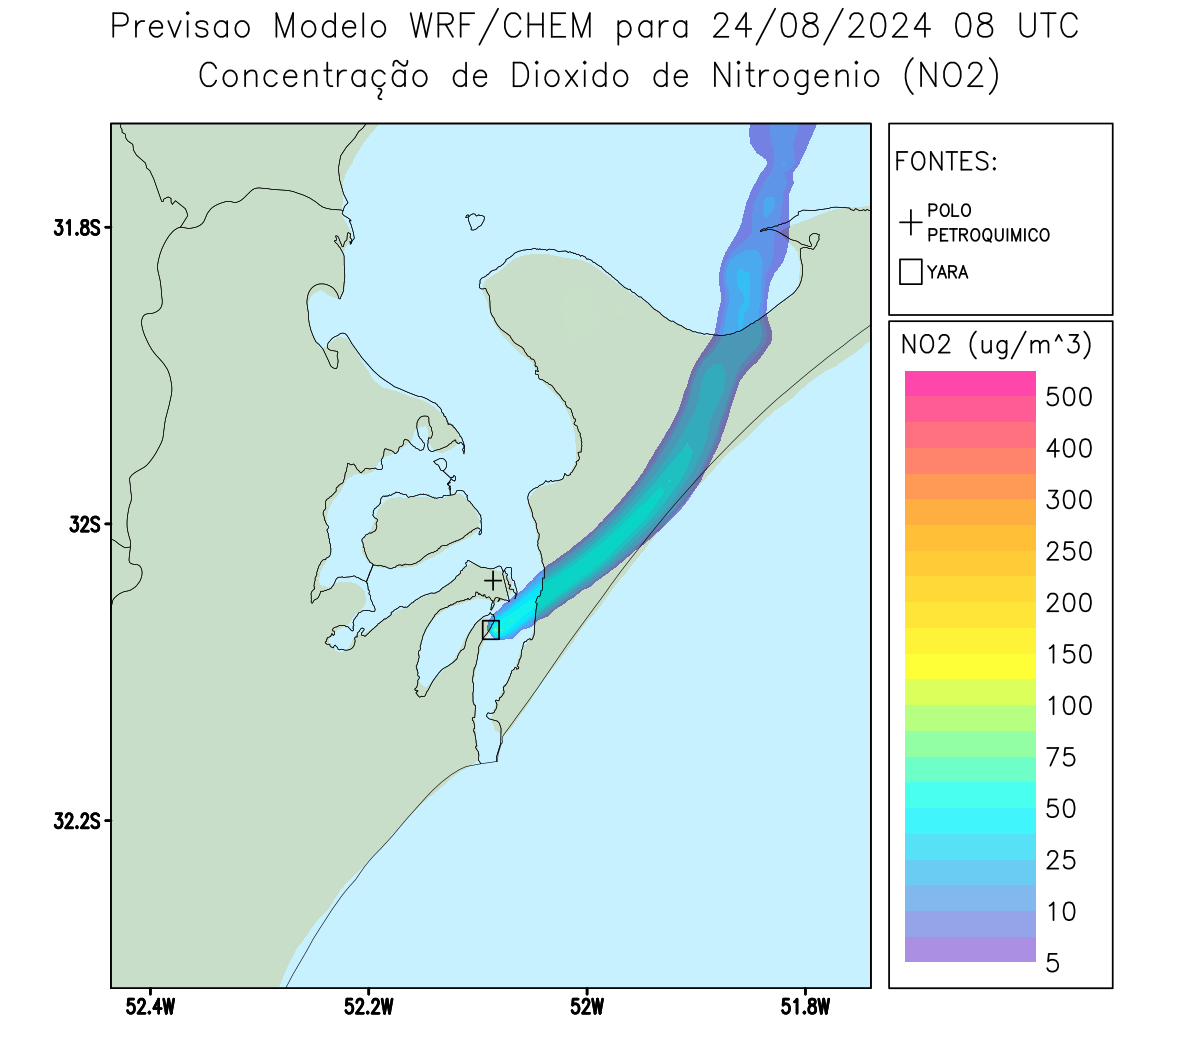 Previsao Modelo WRF/CHEM para 24/08/2024 08 UTC
Concentração de Dioxido de Nitrogenio (NO2)
FONTES:
POLO
PETROQUIMICO
YARA
NO2 (ug/m^3)
500
400
300
250
200
150
100
75
50
25
10
5
31.8S
32S
32.2S
52.4W
52.2W
52W
51.8W